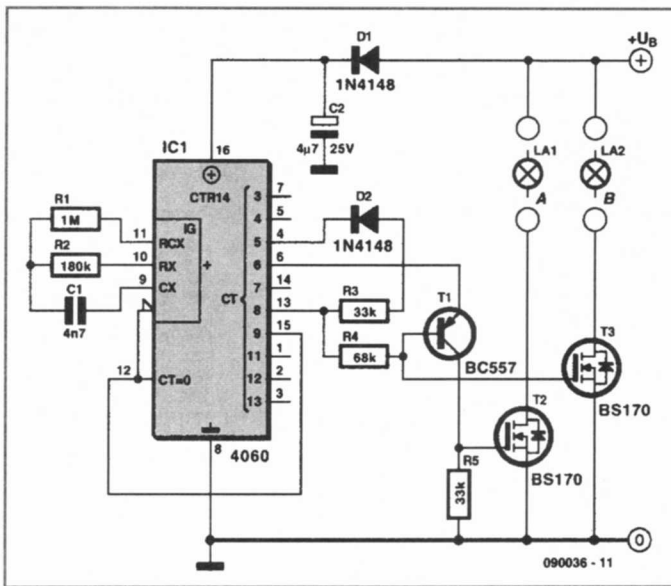 +UB
D1
1N4148
C2
4µ7 25V
IC1
16
CTR14
LA1
LA2
A
B
R1
1M
R2
180k
C1
4n7
11
10
9
12
IG
RCX
RX
CX
CT=0
+
CT
3 7
4 5
5 4
6 6
7 14
8 13
9 15
11 1
12 2
13 3
D2
1N4148
R3
33k
R4
68k
T1
BC557
T3
BS170
T2
BS170
R5
33k
8
4060
0
090036 - 11